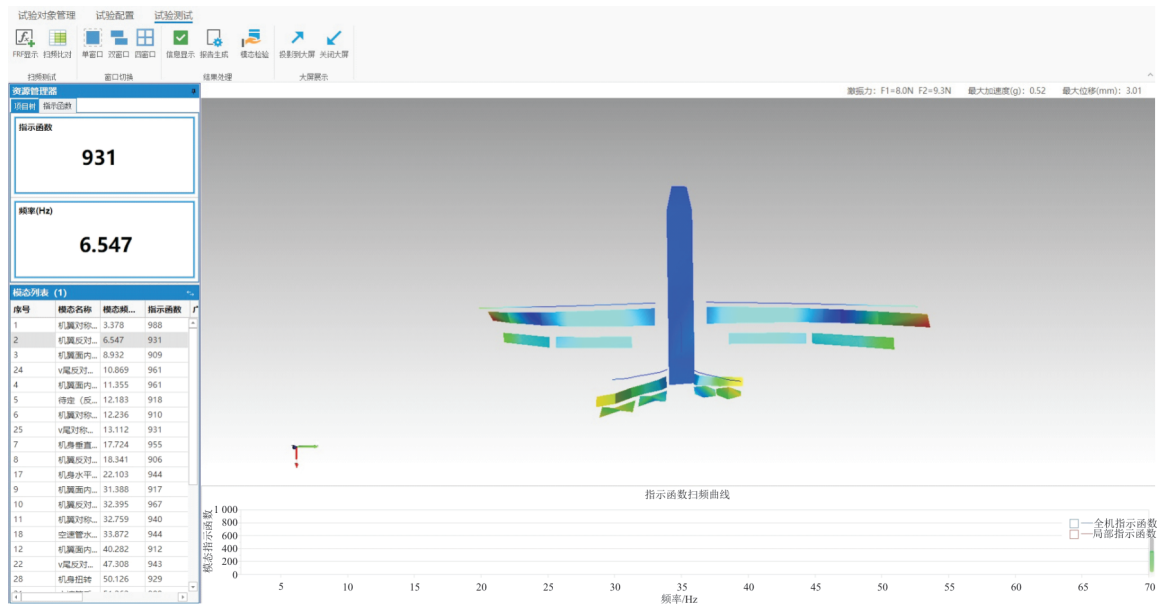 试验对象管理 试验配置 试验测试
FRF显示 扫频比对 单窗口 双窗口 四窗口 信息显示 报告生成 模态检验 投影到大屏 关闭大屏
扫频测试 窗口切换 结果处理 大屏展示
资源管理器
激振力：F1=8.0N F2=9.3N 最大加速度(g)：0.52 最大位移(mm)：3.01
项目树 指示函数
指示函数
931
频率(Hz)
6.547
模态列表（1）
序号 模态名称 模态频... 指示函数
1 机翼对称... 3.378 988
2 机翼反对... 6.547 931
3 机翼面内... 8.932 909
24 v尾反对... 10.869 961
4 机翼面内... 11.355 961
5 待定（反... 12.183 918
6 机翼对称... 12.236 910
25 v尾对称... 13.112 931
7 机身垂直... 17.724 955
8 机翼反对... 18.341 906
17 机身水平... 22.103 944
9 机翼面内... 31.388 917
10 机翼反对... 32.395 967
11 机翼对称... 32.759 940
18 空速管水... 33.872 944
12 机翼面内... 40.282 912
22 v尾反对... 47.308 943
28 机身扭转 50.126 929
指示函数扫频曲线
模态指示函数
1 000
800
600
400
200
0
全机指示函数
局部指示函数
5 10 15 20 25 30 35 40 45 50 55 60 65 70
频率/Hz